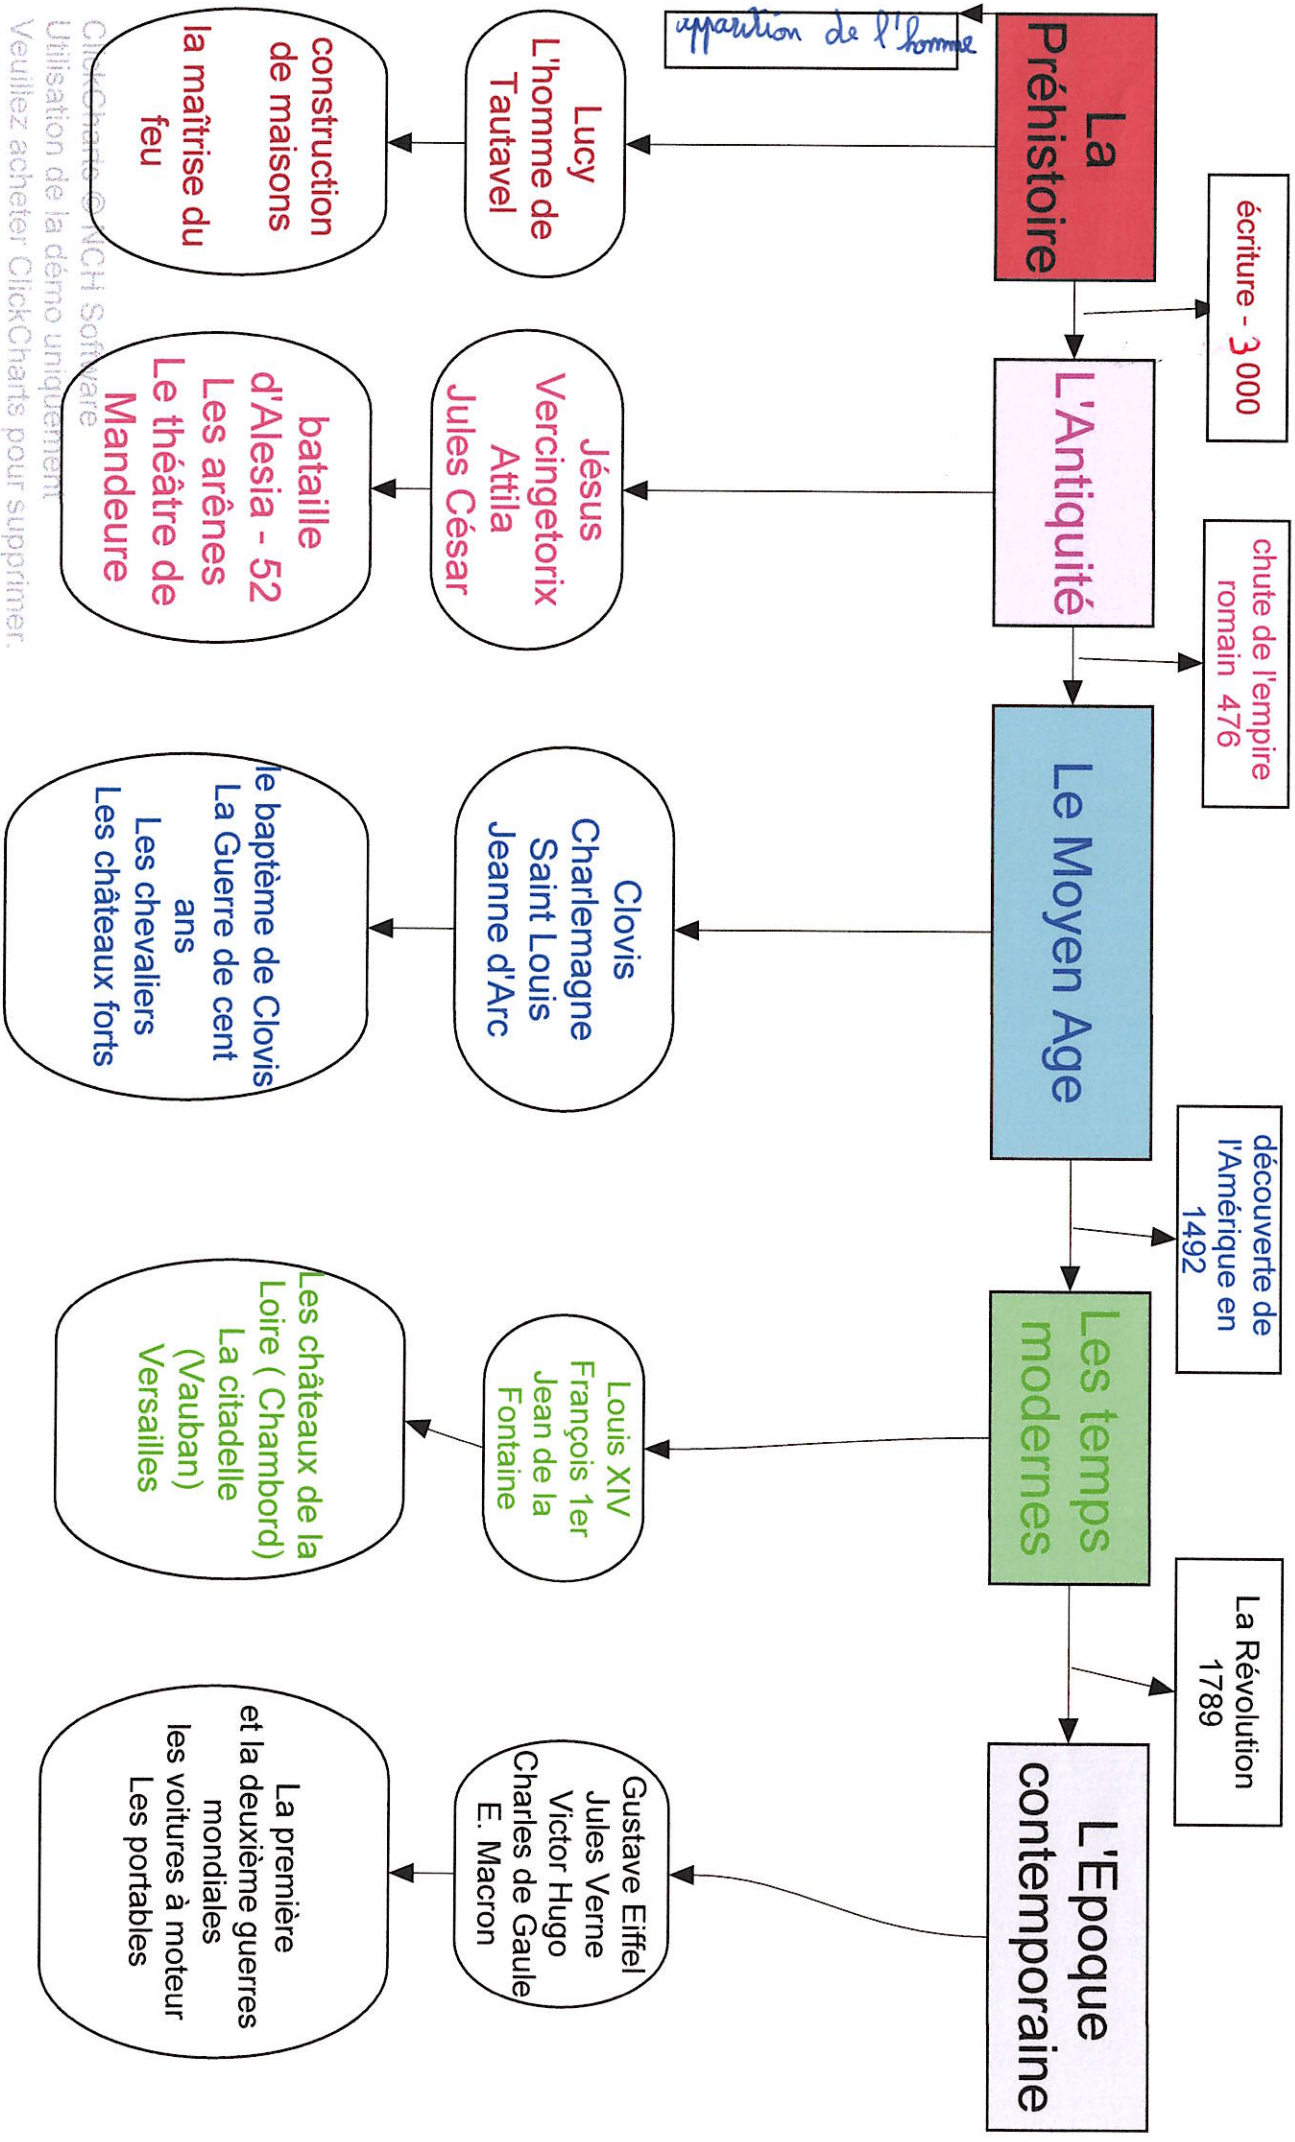 apparition de l'homme
écriture - 3000
chute de l'empire
romain 476
découverte de
l'Amérique en
1492
La Révolution
1789
La
Préhistoire
L'Antiquité
Le Moyen Age
Les temps
modernes
L'Epoque
contemporaine
Lucy
L'homme de
Tautavel
Jésus
Vercingetorix
Attila
Jules César
Clovis
Charlemagne
Saint Louis
Jeanne d'Arc
Louis XIV
François 1er
Jean de la
Fontaine
Gustave Eiffel
Jules Verne
Victor Hugo
Charles de Gaule
E. Macron
construction
de maisons
la maîtrise du
feu
bataille
d'Alesia - 52
Les arênes
Le théâtre de
Mandeure
le baptème de Clovis
La Guerre de cent
ans
Les chevaliers
Les châteaux forts
Les châteaux de la
Loire ( Chambord)
La citadelle
(Vauban)
Versailles
La première
et la deuxième guerres
mondiales
les voitures à moteur
Les portables
ClickCharts © NCH Software
Utilisation de la démo uniquement
Veuillez acheter ClickCharts pour supprimer.